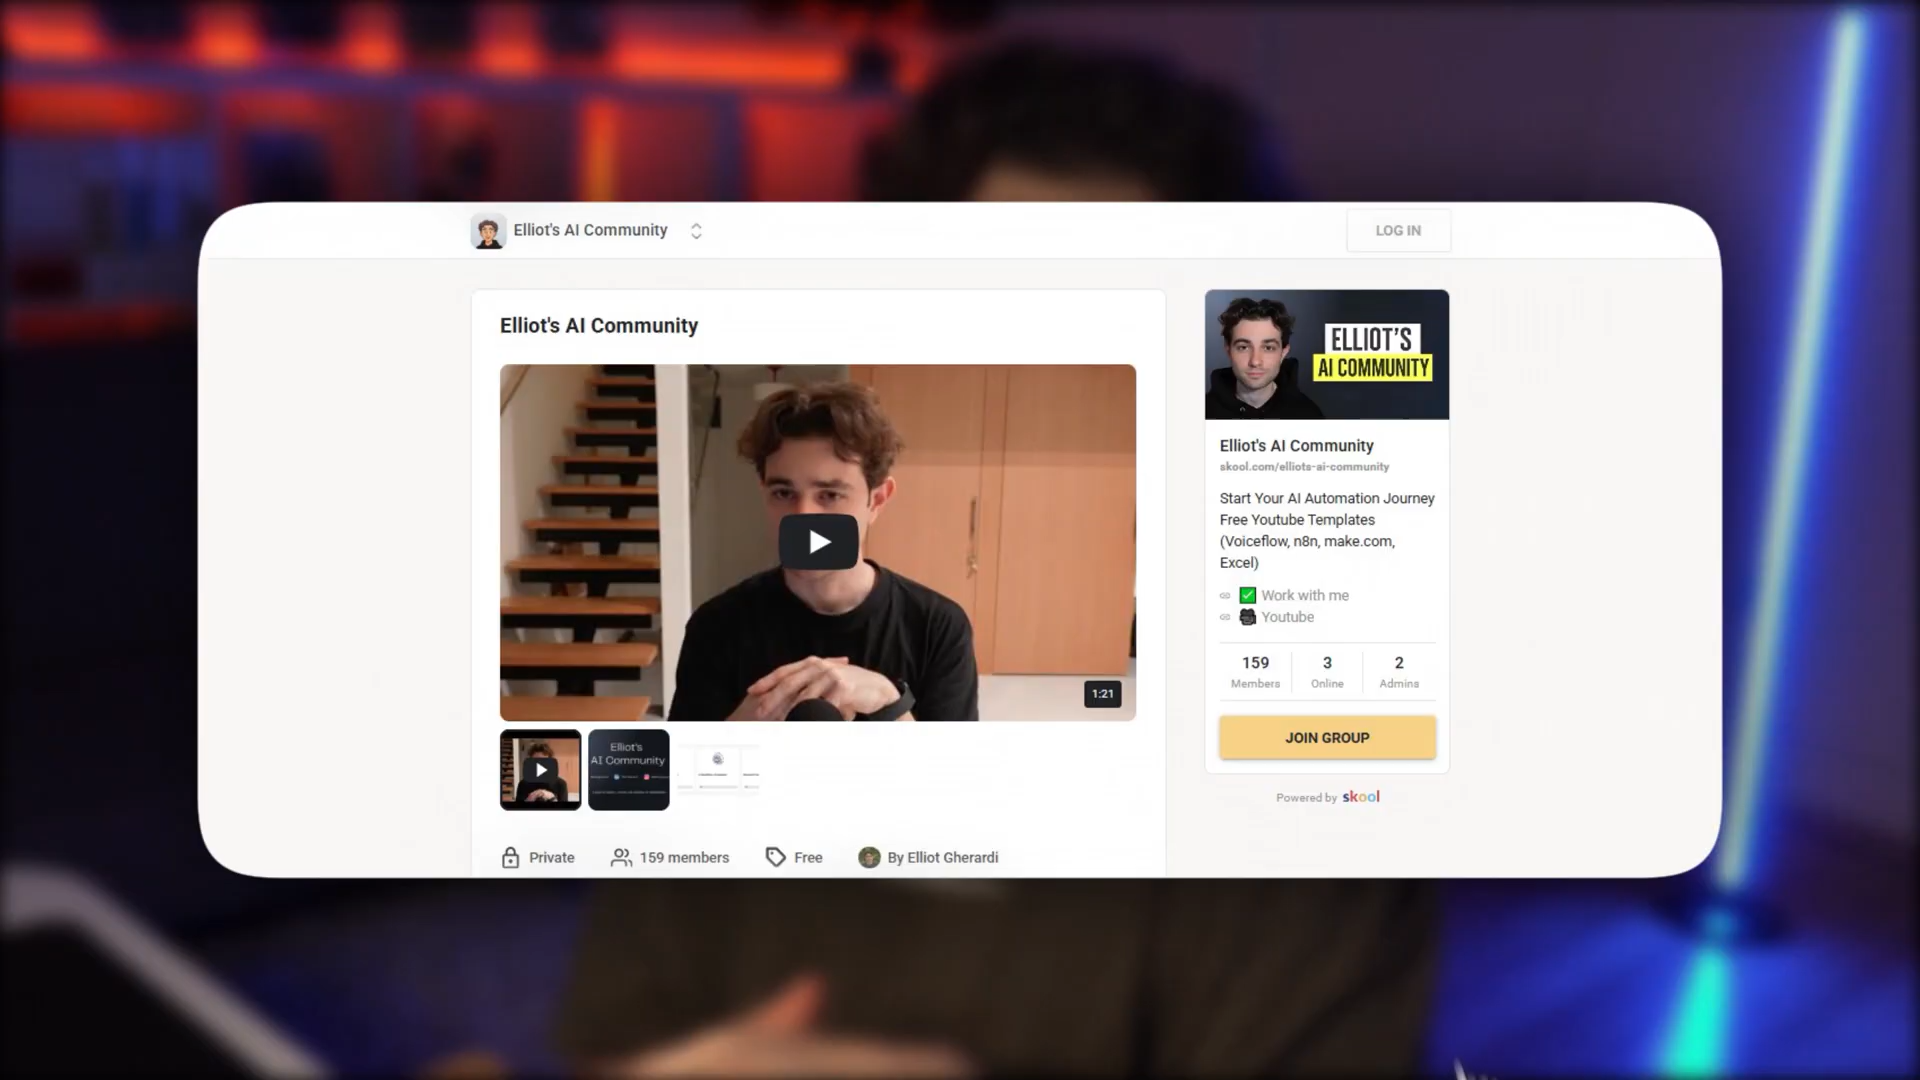 Elliot's AI Community
LOG IN
Elliot's AI Community
1:21
Elliot's
AI Community
Private
159 members
Free
By Elliot Gherardi
ELLIOT'S
AI COMMUNITY
Elliot's AI Community
skool.com/elliots-ai-community
Start Your AI Automation Journey
Free Youtube Templates
(Voiceflow, n8n, make.com,
Excel)
Work with me
Youtube
159
Members
3
Online
2
Admins
JOIN GROUP
Powered by skool